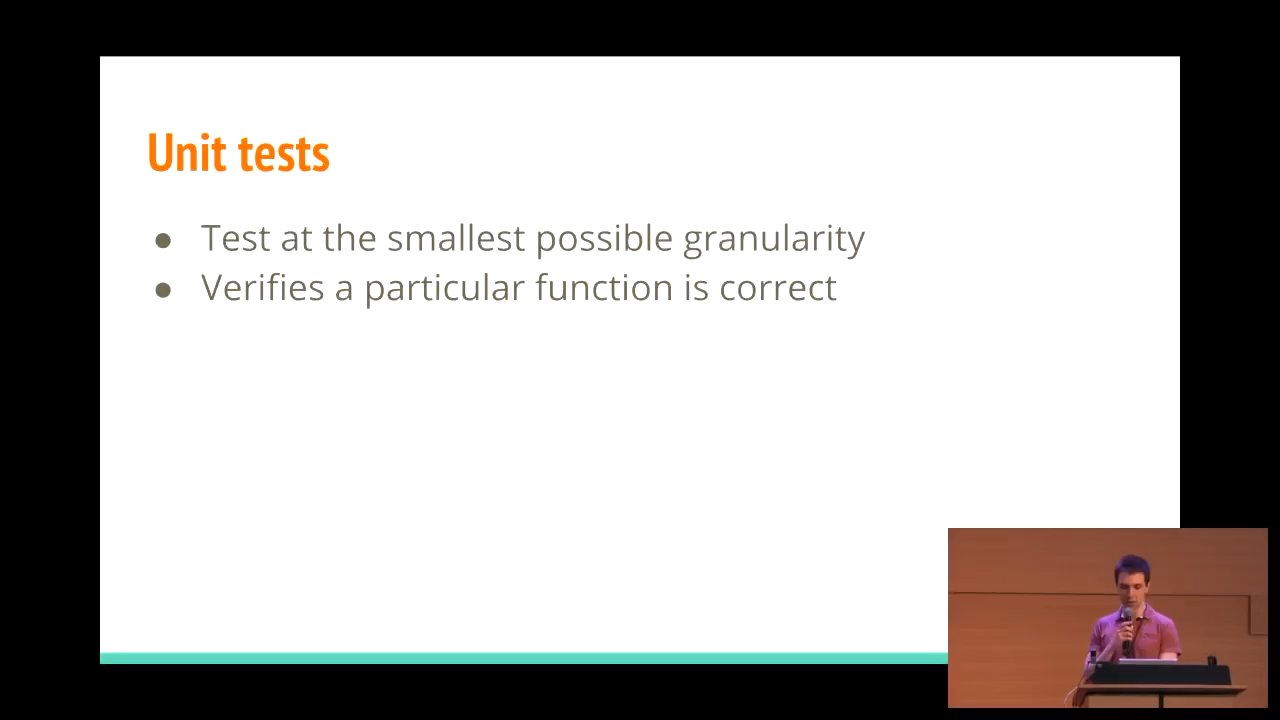 Unit tests
● Test at the smallest possible granularity
● Verifies a particular function is correct